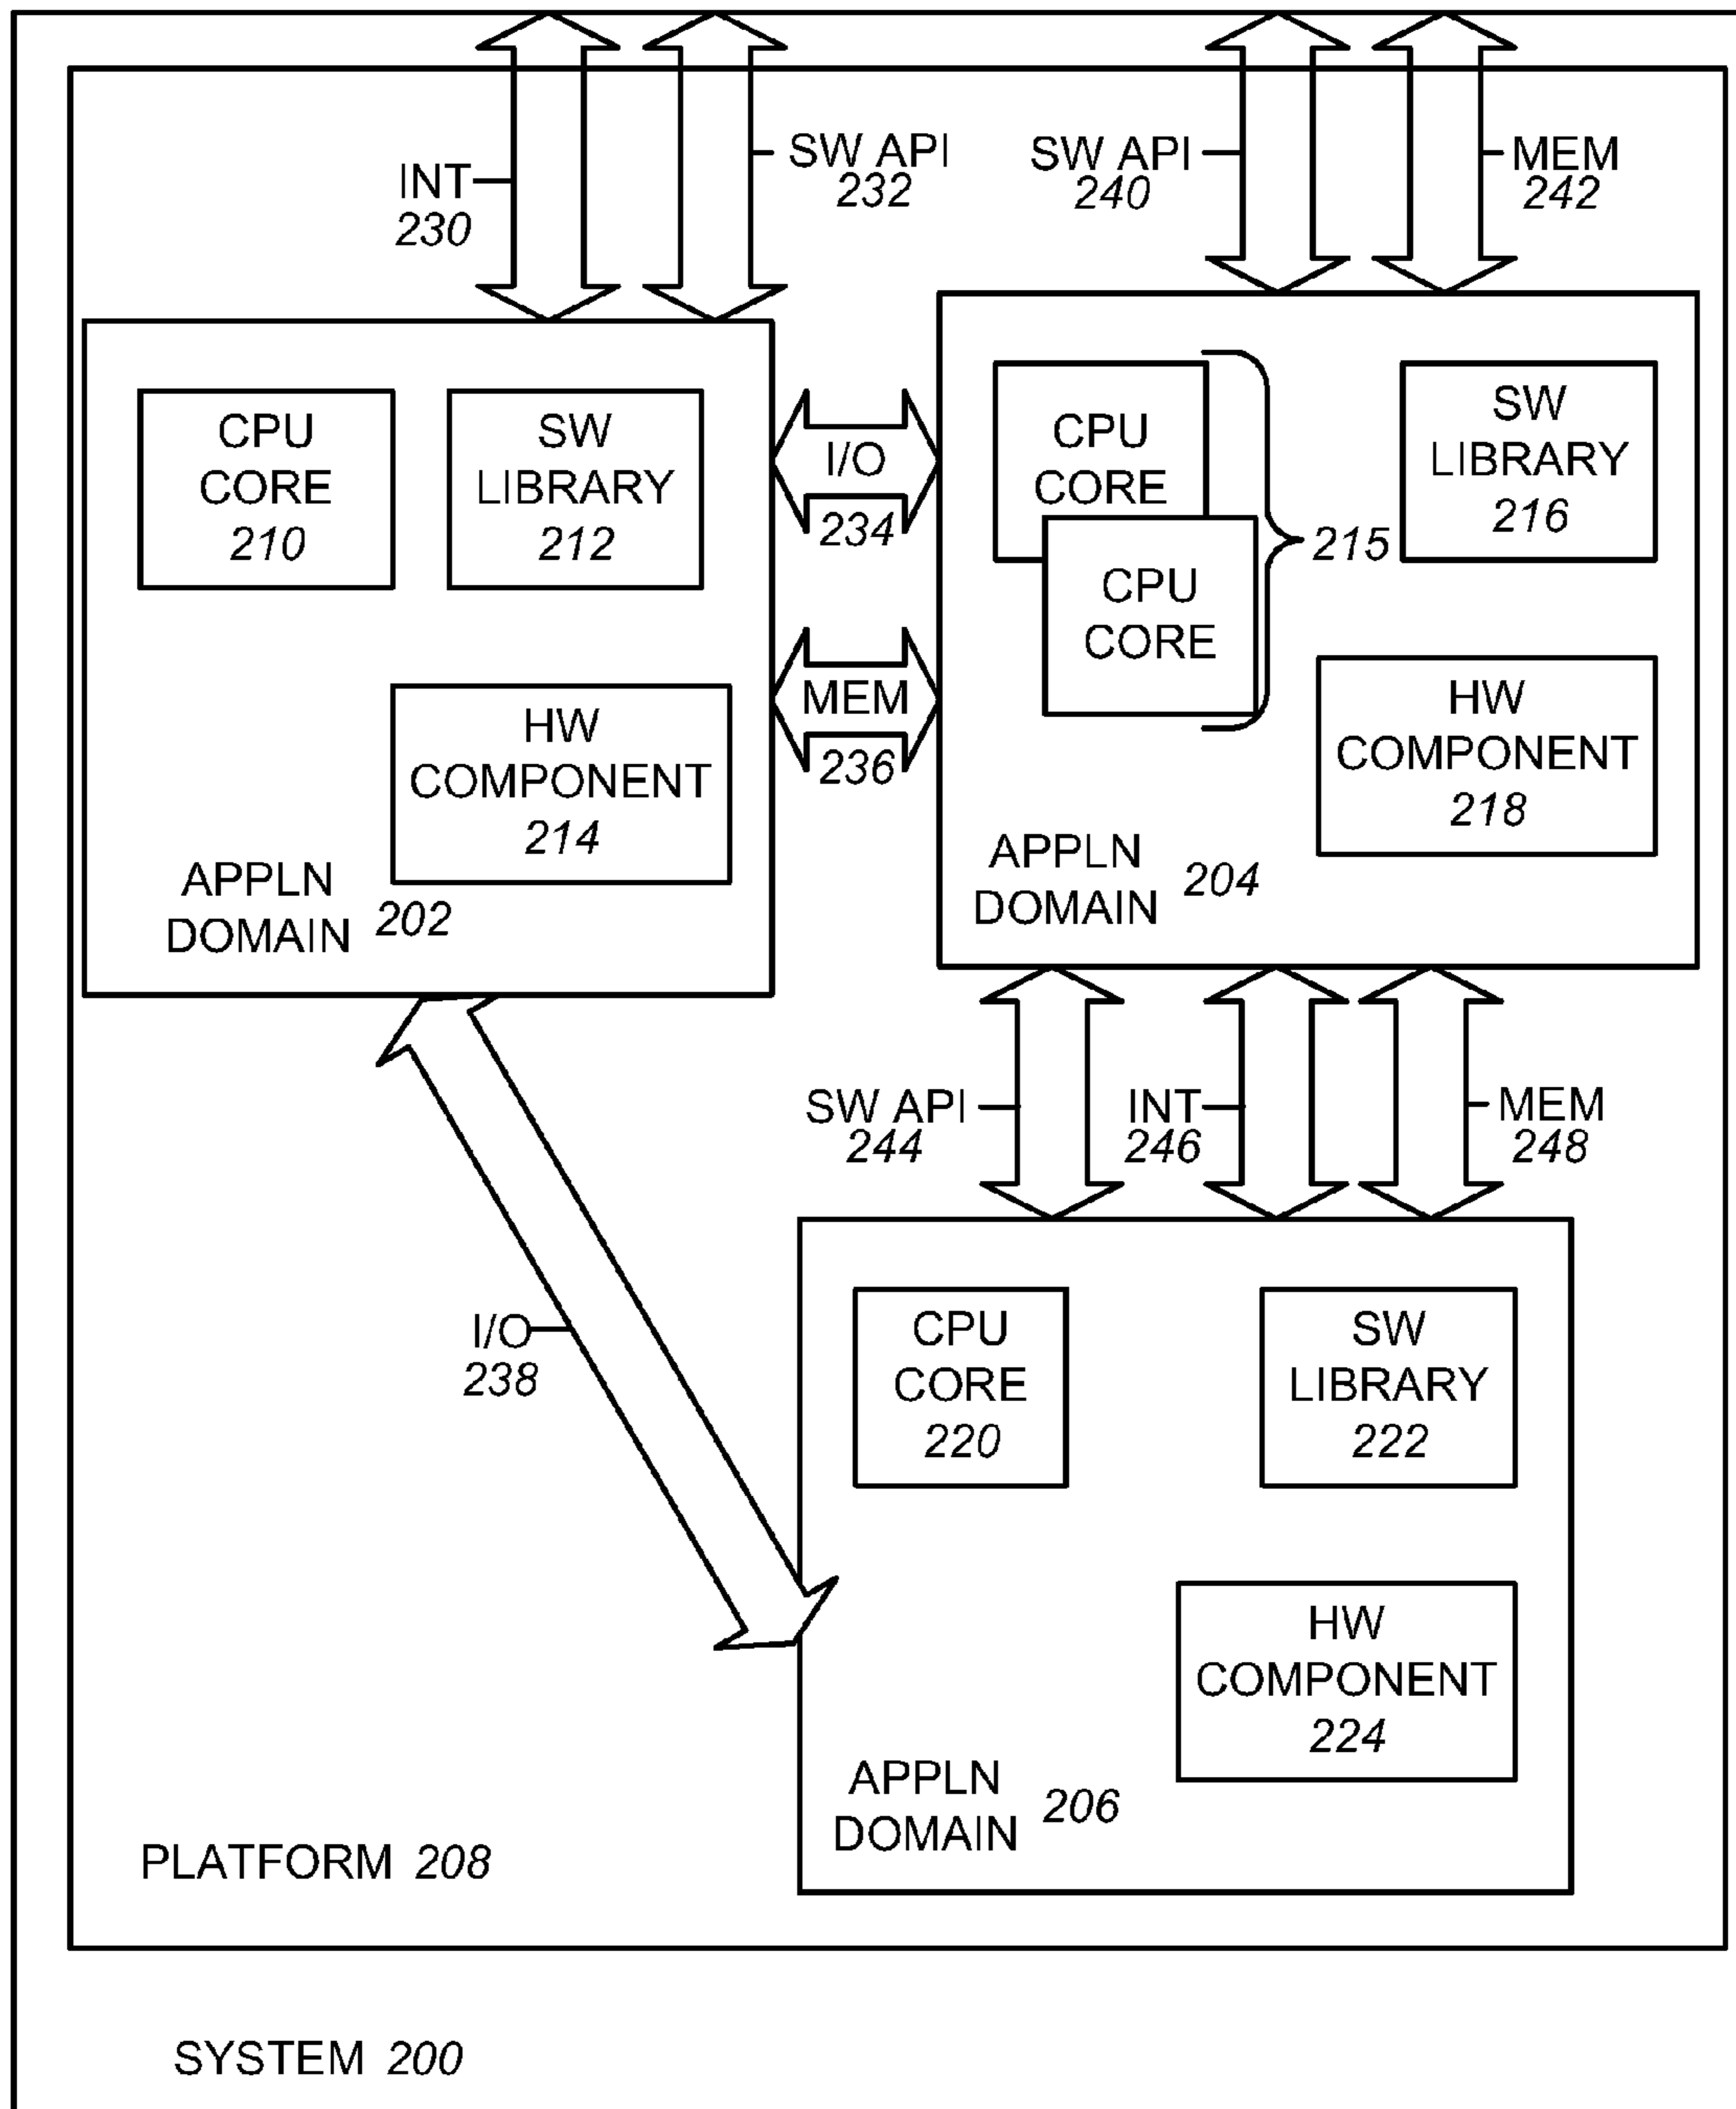 INT
230
SW API
232
SW API
240
MEM
242
CPU
CORE
210
SW
LIBRARY
212
HW
COMPONENT
214
APPLN
DOMAIN 202
I/O
234
MEM
236
CPU
CORE
CPU
CORE
215
SW
LIBRARY
216
HW
COMPONENT
218
APPLN
DOMAIN 204
SW API
244
INT
246
MEM
248
I/O
238
CPU
CORE
220
SW
LIBRARY
222
HW
COMPONENT
224
APPLN
DOMAIN 206
PLATFORM 208
SYSTEM 200